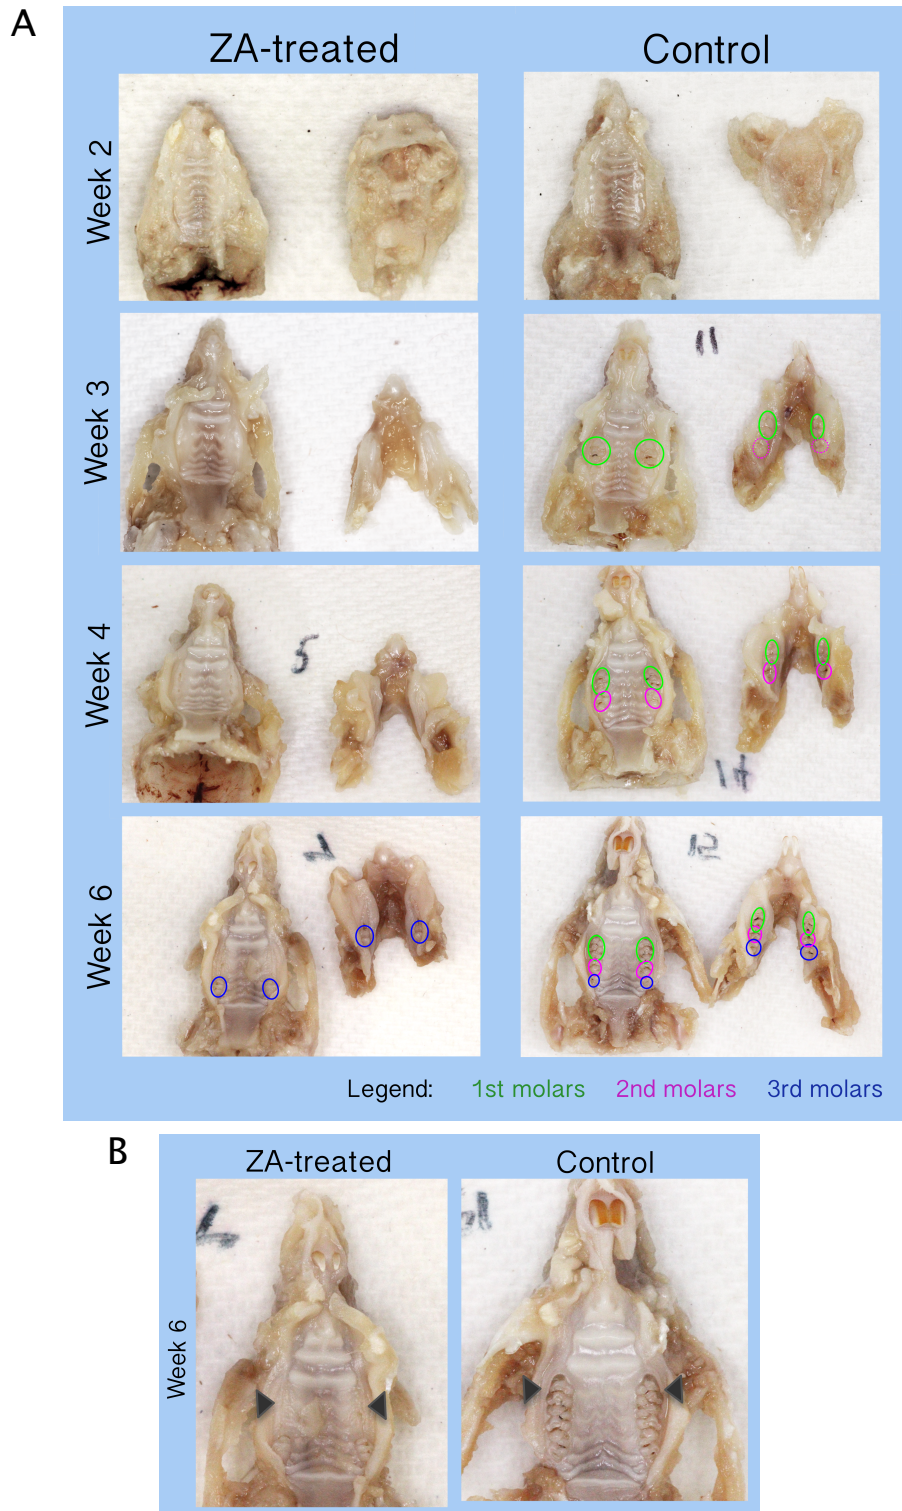 A
ZA-treated Control
Week 2
Week 3
11
Week 4
5
14
Week 6
Legend: 1st molars 2nd molars 3rd molars
B
ZA-treated Control
Week 6